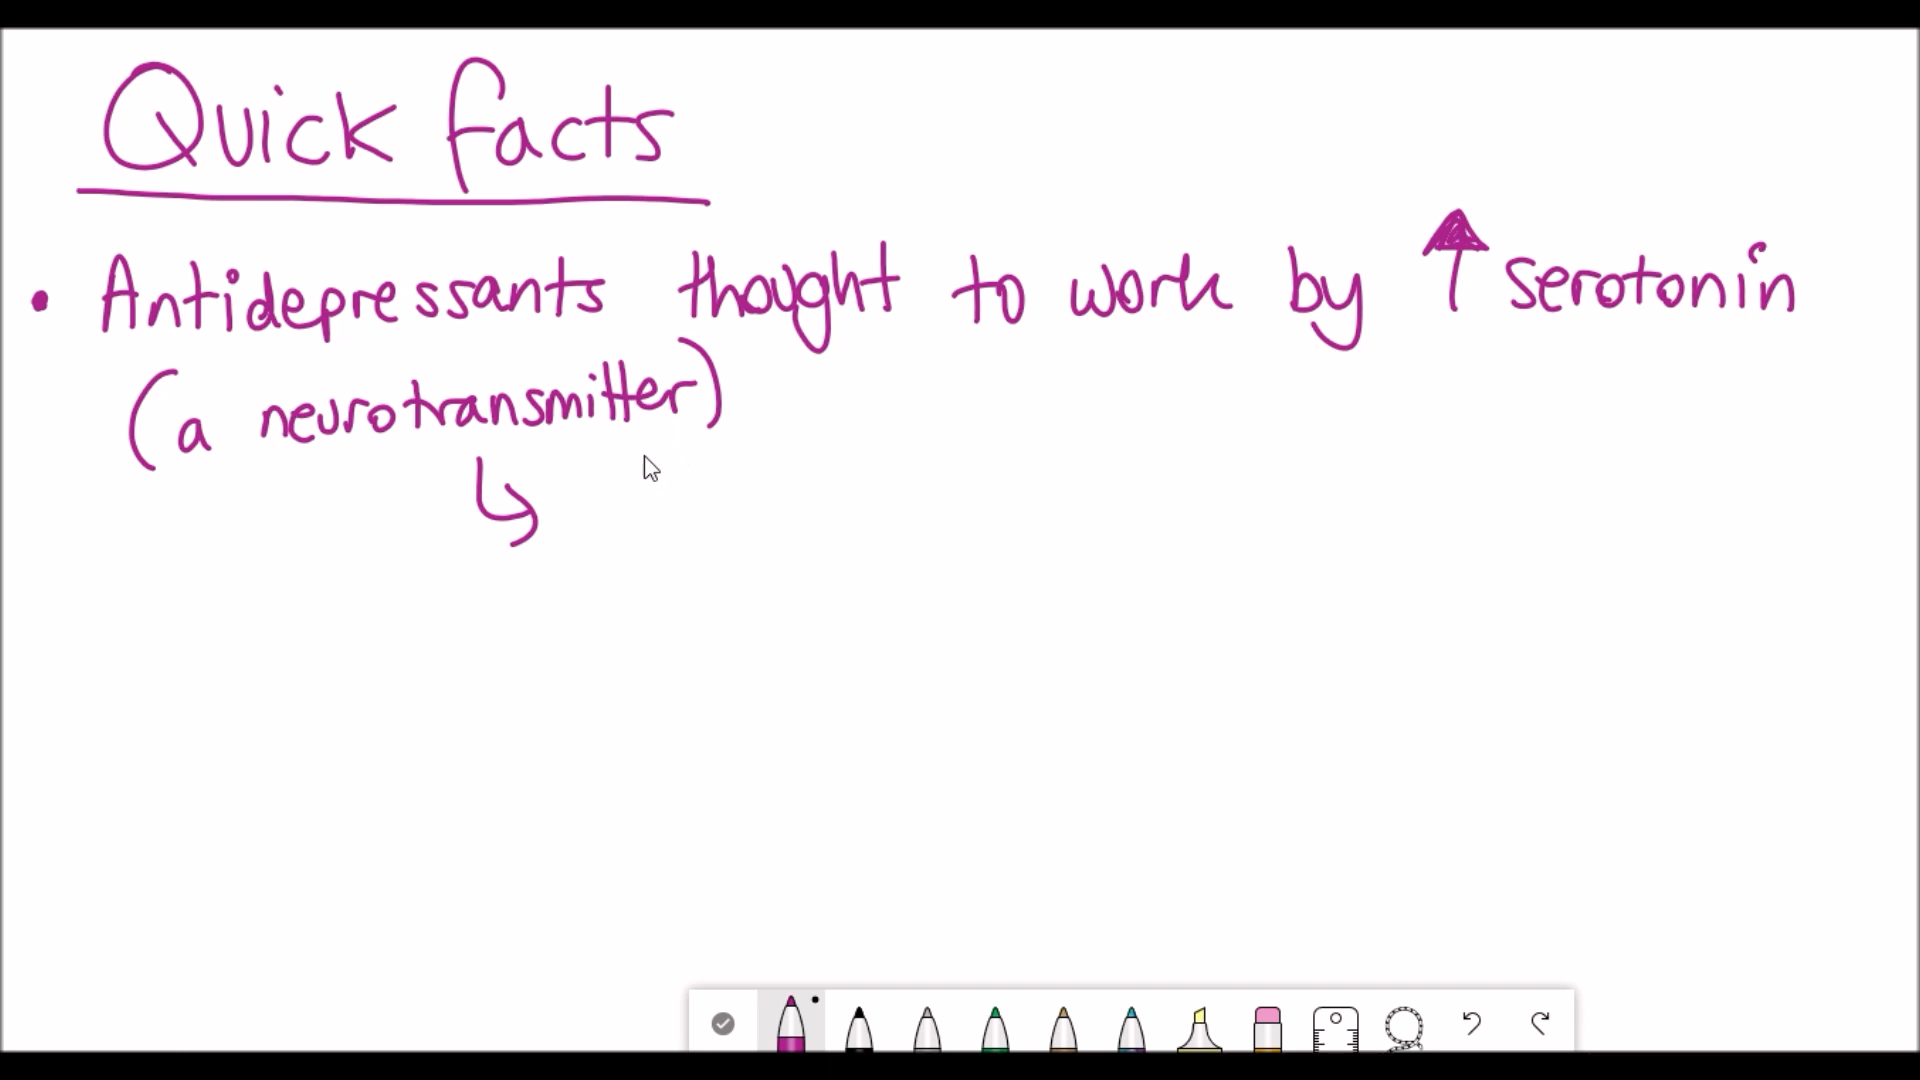 Quick facts
• Antidepressants thought to work by ↑ serotonin
(a neurotransmitter)
↳